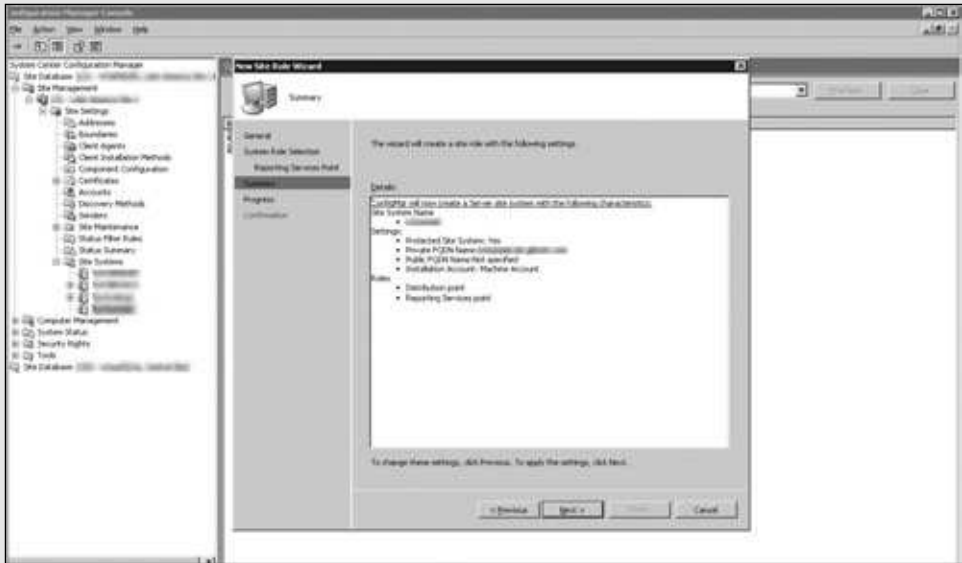 Configuration Manager Console
File Action View Window Help
System Center Configuration Manager
Site Database
Site Management
Site Settings
Addresses
Boundaries
Client Agents
Client Installation Methods
Component Configuration
Certificates
Accounts
Discovery Methods
Senders
Site Maintenance
Status Filter Rules
Status Summary
Site Systems
Computer Management
System Status
Security Rights
Tools
Site Database
New Site Role Wizard
Summary
General
System Role Selection
Reporting Services Point
Summary
Progress
Confirmation
The wizard will create a site role with the following settings.
Details:
ConfigMgr will now create a Server site system with the following characteristics.
Site System Name
Settings:
• Protected Site System: Yes
• Private FQDN Name:
• Public FQDN Name:Not specified
• Installation Account: Machine Account
Roles
• Distribution point
• Reporting Services point
To change these settings, click Previous. To apply the settings, click Next.
< Previous
Next >
Cancel